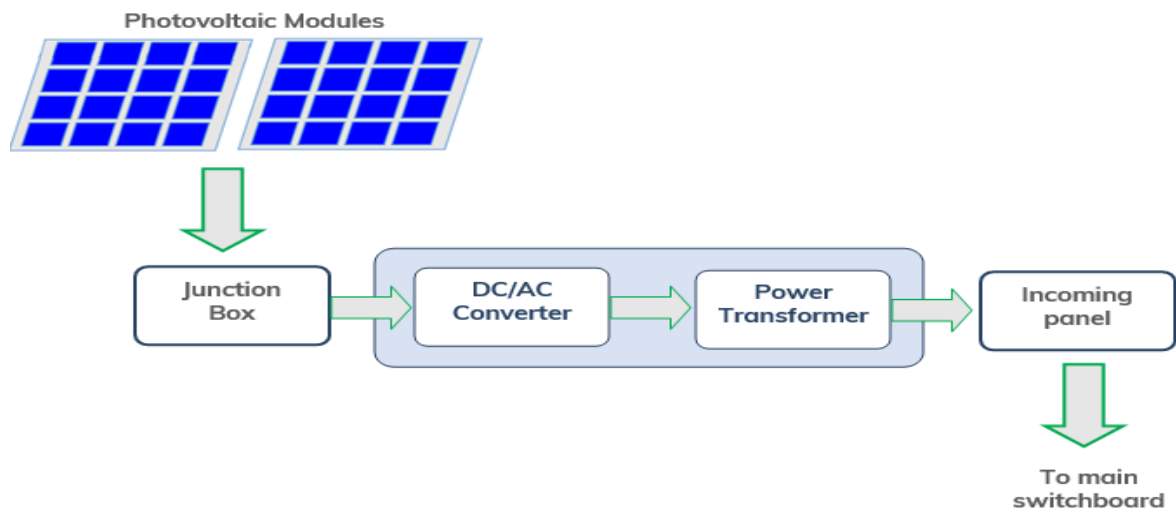 Photovoltaic Modules
Junction
Box
DC/AC
Converter
Power
Transformer
Incoming
panel
To main
switchboard